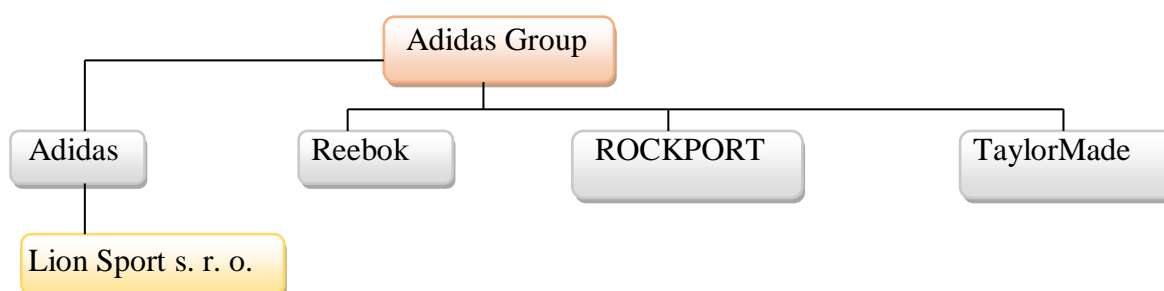 Adidas Group
Adidas
Reebok
ROCKPORT
TaylorMade
Lion Sport s. r. o.